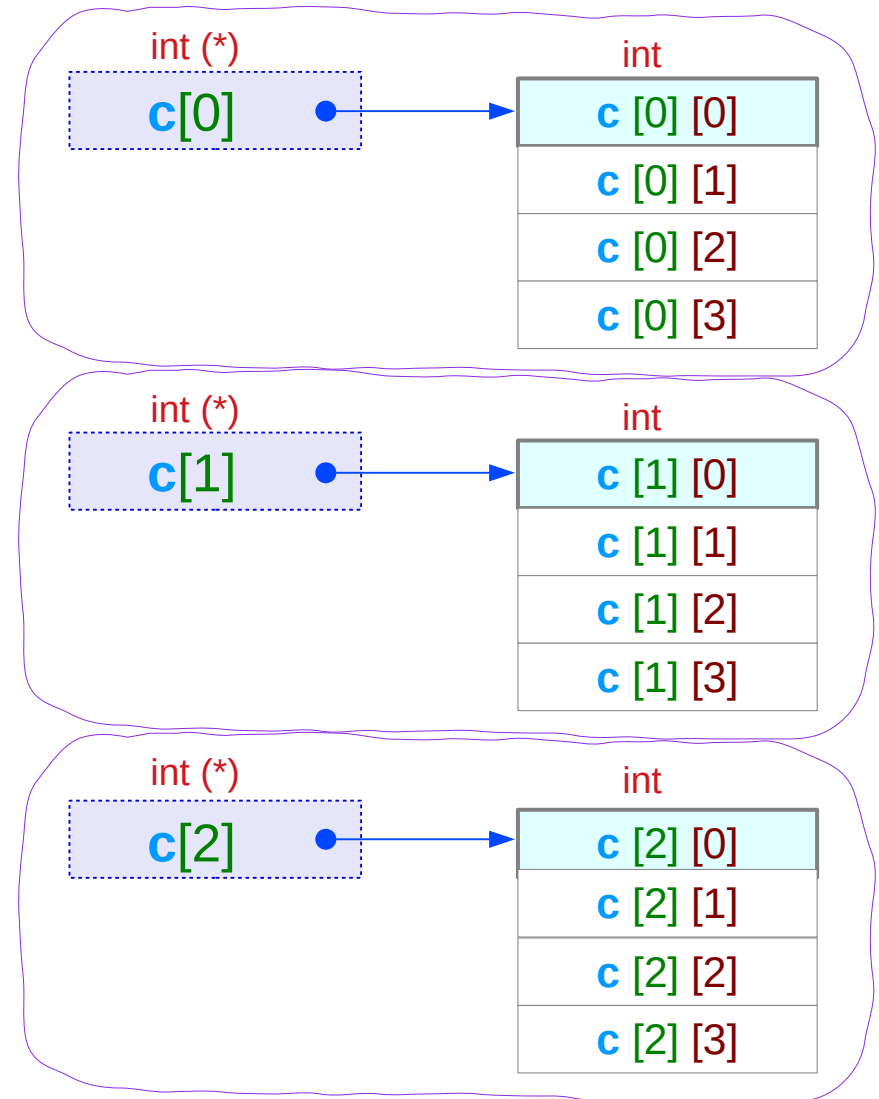 int (*) int
c[0] c [0] [0]
c [0] [1]
c [0] [2]
c [0] [3]
int (*) int
c[1] c [1] [0]
c [1] [1]
c [1] [2]
c [1] [3]
int (*) int
c[2] c [2] [0]
c [2] [1]
c [2] [2]
c [2] [3]